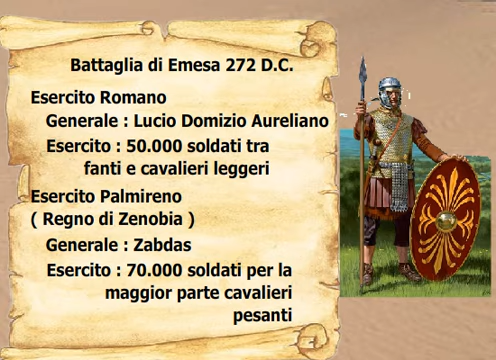 Battaglia di Emesa 272 D.C.
Esercito Romano
Generale : Lucio Domizio Aureliano
Esercito : 50.000 soldati tra
fanti e cavalieri leggeri
Esercito Palmireno
( Regno di Zenobia )
Generale : Zabdas
Esercito : 70.000 soldati per la
maggior parte cavalieri
pesanti